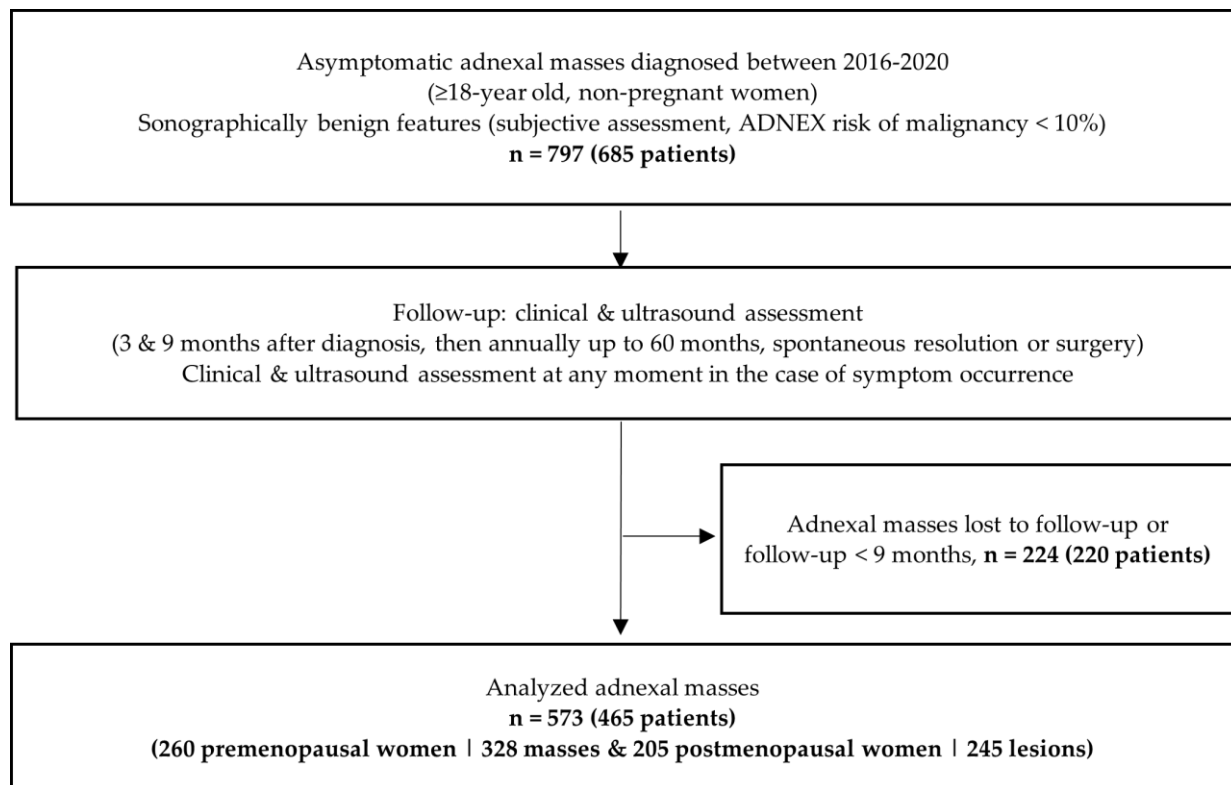 Asymptomatic adnexal masses diagnosed between 2016-2020
(≥18-year old, non-pregnant women)
Sonographically benign features (subjective assessment, ADNEX risk of malignancy < 10%)
n = 797 (685 patients)
Follow-up: clinical & ultrasound assessment
(3 & 9 months after diagnosis, then annually up to 60 months, spontaneous resolution or surgery)
Clinical & ultrasound assessment at any moment in the case of symptom occurrence
Adnexal masses lost to follow-up or
follow-up < 9 months, n = 224 (220 patients)
Analyzed adnexal masses
n = 573 (465 patients)
(260 premenopausal women | 328 masses & 205 postmenopausal women | 245 lesions)